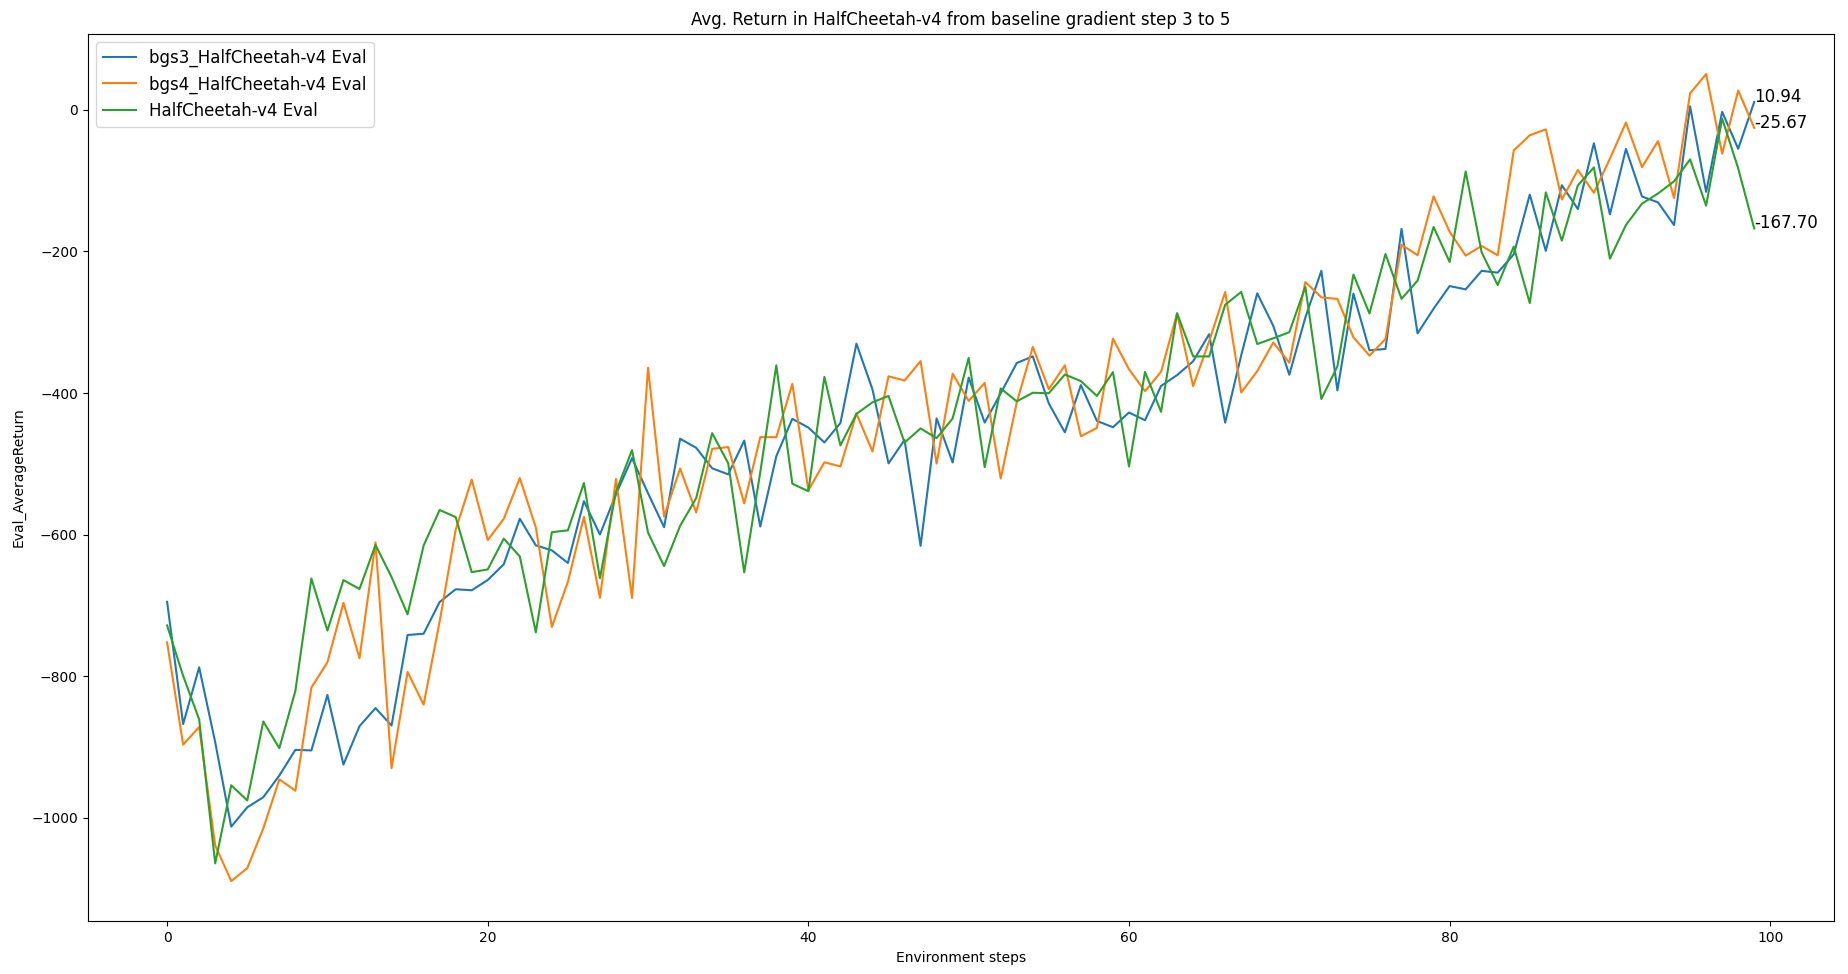 Avg. Return in HalfCheetah-v4 from baseline gradient step 3 to 5
bgs3_HalfCheetah-v4 Eval
bgs4_HalfCheetah-v4 Eval
HalfCheetah-v4 Eval
10.94
-25.67
-167.70
0
−200
−400
−600
−800
−1000
Eval_AverageReturn
0 20 40 60 80 100
Environment steps